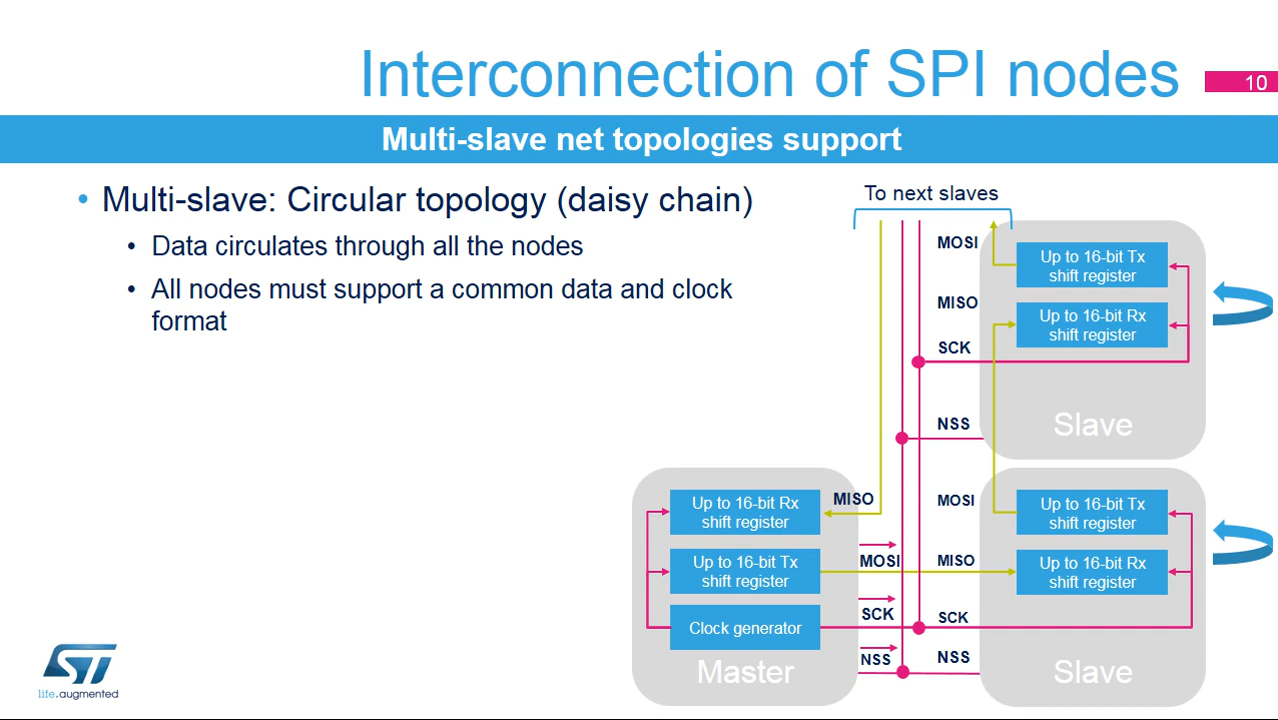 Interconnection of SPI nodes
10
Multi-slave net topologies support
• Multi-slave: Circular topology (daisy chain)
• Data circulates through all the nodes
• All nodes must support a common data and clock
format
To next slaves
MOSI
Up to 16-bit Tx
shift register
MISO
Up to 16-bit Rx
shift register
SCK
NSS
Slave
Up to 16-bit Rx
shift register
MISO
Up to 16-bit Tx
shift register
MOSI
Clock generator
SCK
Master
NSS
MOSI
Up to 16-bit Tx
shift register
MISO
Up to 16-bit Rx
shift register
SCK
NSS
Slave
ST
life.augmented